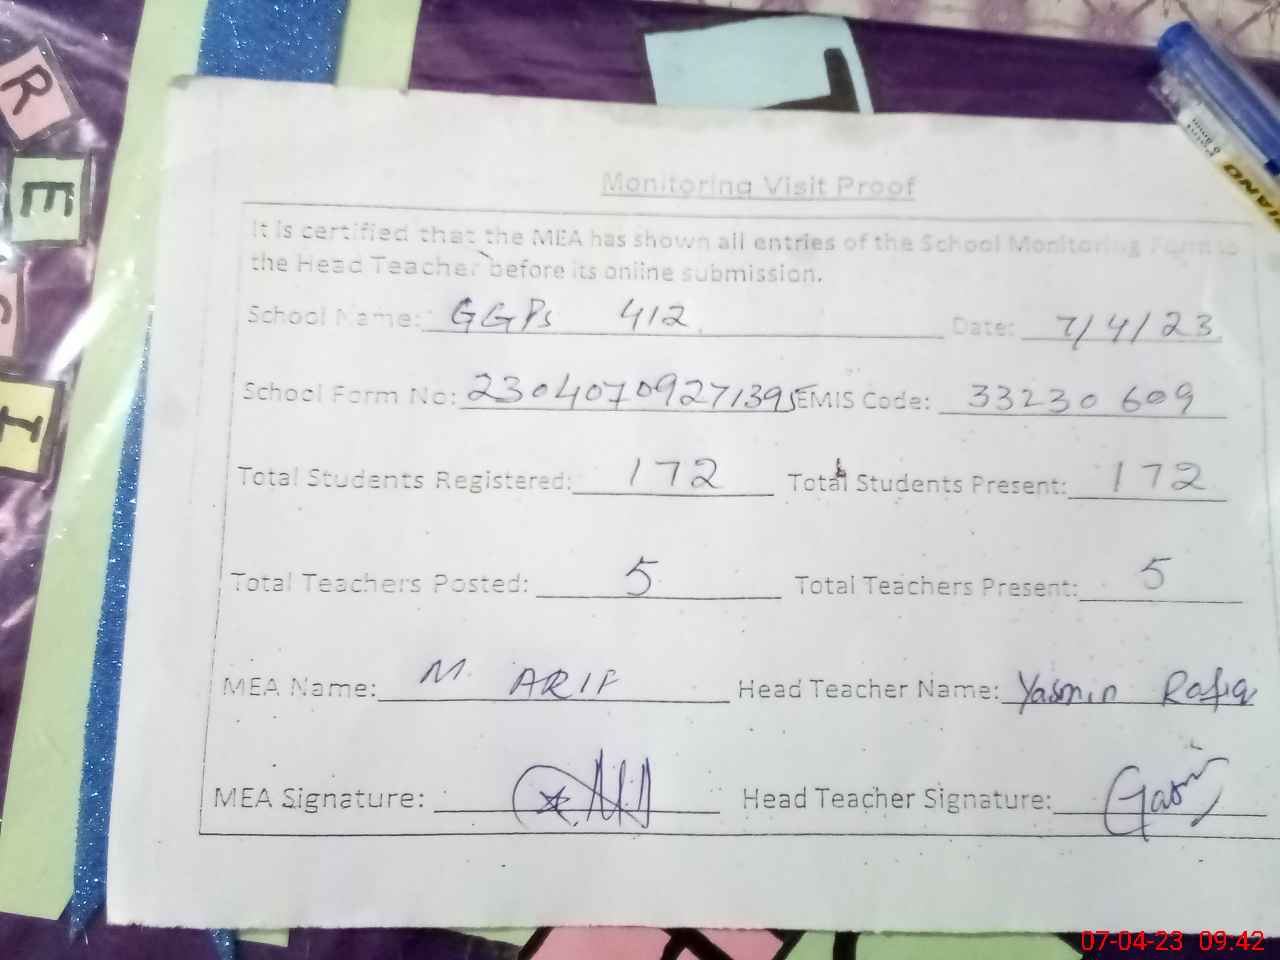 R
E
I
HAND
Monitoring Visit Proof
It is certified that the MEA has shown all entries of the School Monitoring Form to
the Head Teacher before its online submission.
School Name: GGPs 412 Date: 7/4/23
School Form No: 23040709271395 EMIS Code: 33230609
Total Students Registered: 172 Total Students Present: 172
Total Teachers Posted: 5 Total Teachers Present: 5
MEA Name: M. ARIF Head Teacher Name: Yasmin Rafiq
MEA Signature: Head Teacher Signature:
07-04-23 09:42